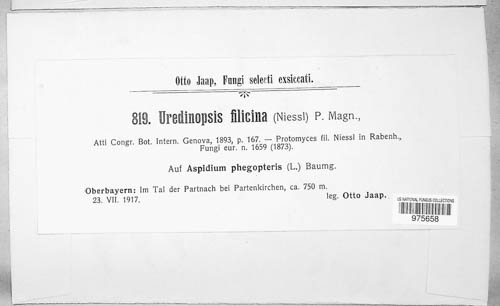 Otto Jaap, Fungi selecti exsiccati.
819. Uredinopsis filicina (Niessl) P. Magn.,
Atti Congr. Bot. Intern. Genova, 1893, p. 167. — Protomyces fil. Niessl in Rabenh.,
Fungi eur. n. 1659 (1873).
Auf Aspidium phegopteris (L.) Baumg.
Oberbayern: Im Tal der Partnach bei Partenkirchen, ca. 750 m.
23. VII. 1917. leg. Otto Jaap.
US NATIONAL FUNGUS COLLECTIONS
975658